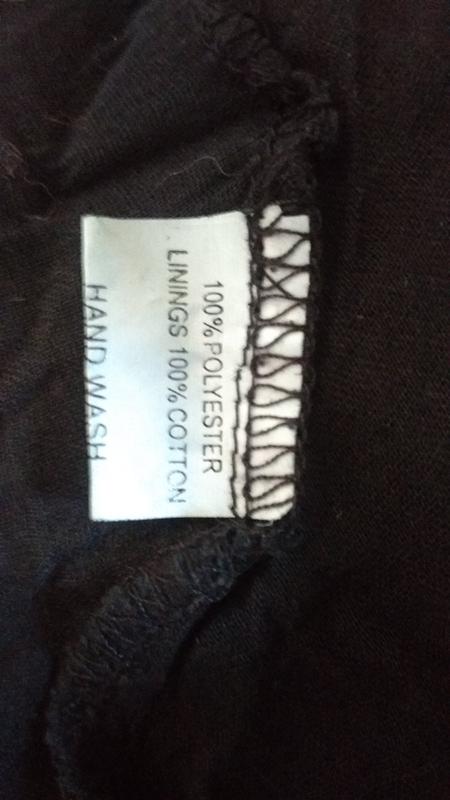 100% POLYESTER
LININGS 100% COTTON
HAND WASH